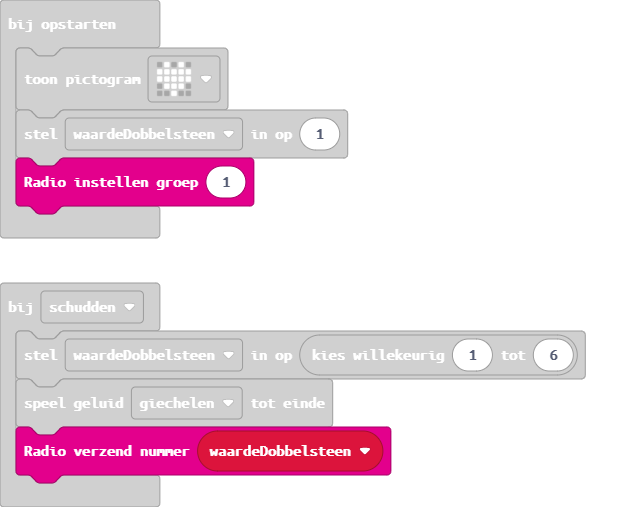 bij opstarten
toon pictogram
stel waardeDobbelsteen in op 1
Radio instellen groep 1
bij schudden
stel waardeDobbelsteen in op kies willekeurig 1 tot 6
speel geluid giechelen tot einde
Radio verzend nummer waardeDobbelsteen